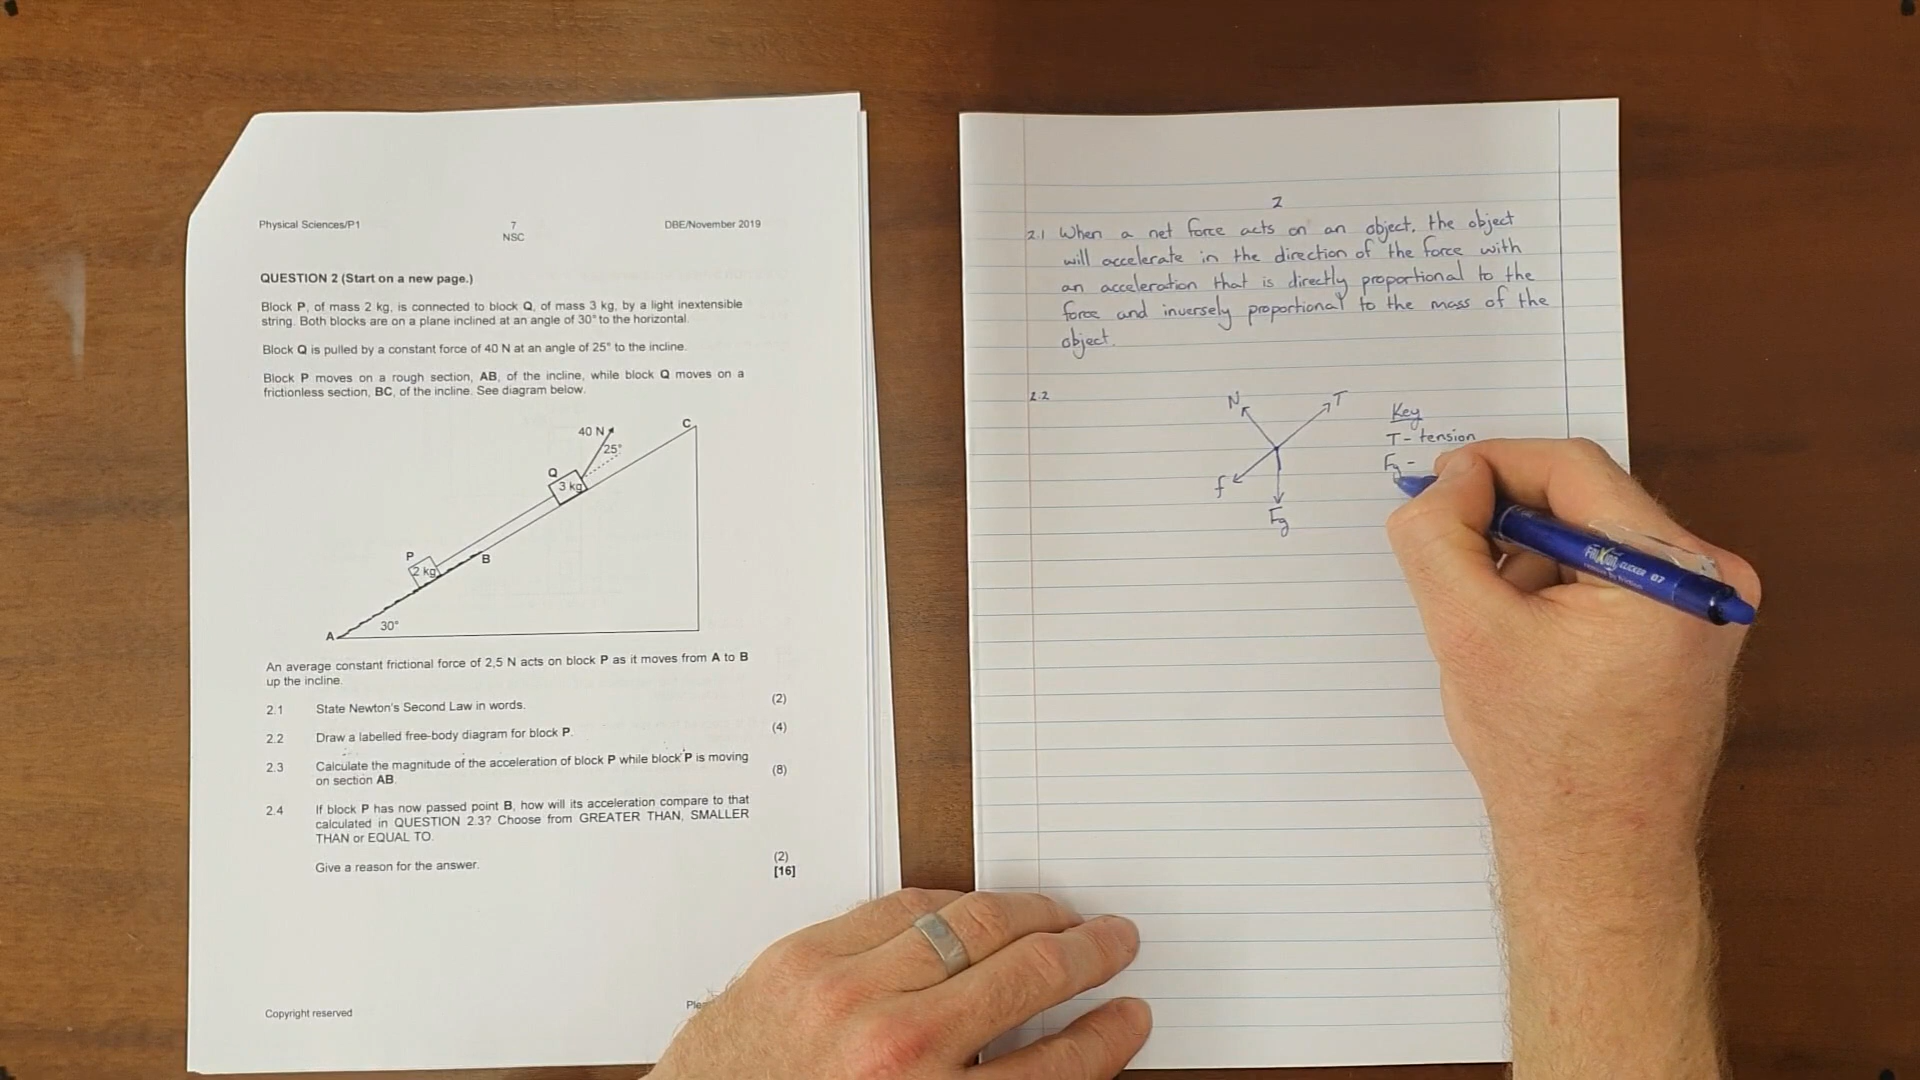 Physical Sciences/P1 7 DBE/November 2019
NSC
QUESTION 2 (Start on a new page.)
Block P, of mass 2 kg, is connected to block Q, of mass 3 kg, by a light inextensible
string. Both blocks are on a plane inclined at an angle of 30° to the horizontal.
Block Q is pulled by a constant force of 40 N at an angle of 25° to the incline.
Block P moves on a rough section, AB, of the incline, while block Q moves on a
frictionless section, BC, of the incline. See diagram below.
C
40 N
25°
Q
3 kg
P
B
2 kg
30°
A
An average constant frictional force of 2,5 N acts on block P as it moves from A to B
up the incline.
2.1 State Newton's Second Law in words. (2)
2.2 Draw a labelled free-body diagram for block P. (4)
2.3 Calculate the magnitude of the acceleration of block P while block P is moving
on section AB. (8)
2.4 If block P has now passed point B, how will its acceleration compare to that
calculated in QUESTION 2.3? Choose from GREATER THAN, SMALLER
THAN or EQUAL TO.
Give a reason for the answer. (2)
[16]
Copyright reserved
2
2.1 When a net force acts on an object, the object
will accelerate in the direction of the force with
an acceleration that is directly proportional to the
force and inversely proportional to the mass of the
object.
2.2
N T
f
Fg
Key
T - tension
Fg -
FriXion CLICKER 07